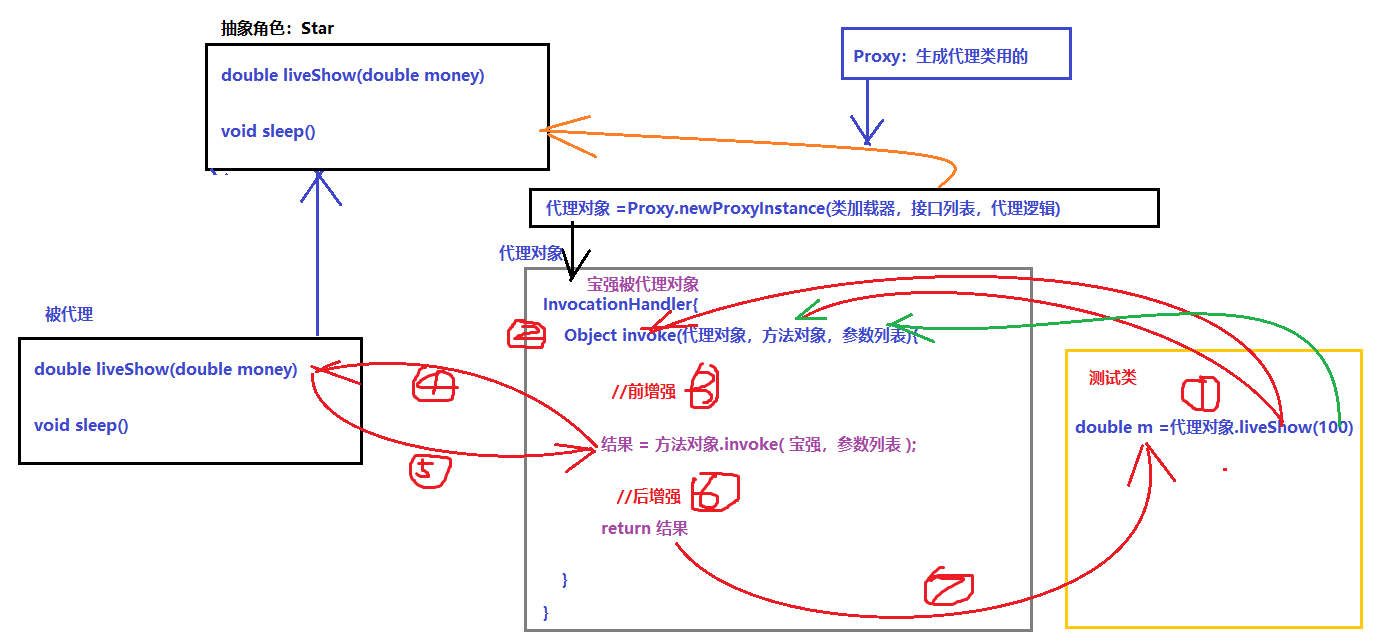 抽象角色：Star
double liveShow(double money)
void sleep()
Proxy：生成代理类用的
代理对象 =Proxy.newProxyInstance(类加载器，接口列表，代理逻辑)
代理对象
宝强被代理对象
InvocationHandler{
2
Object invoke(代理对象，方法对象，参数列表){
//前增强
3
结果 = 方法对象.invoke( 宝强，参数列表 );
//后增强
6
return 结果
}
}
被代理
double liveShow(double money)
void sleep()
4
5
测试类
1
double m =代理对象.liveShow(100)
7